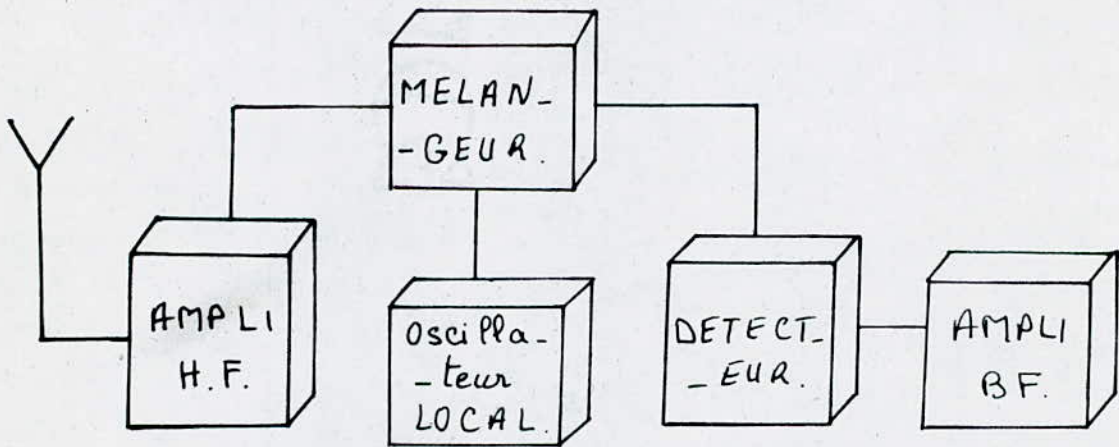 MELAN_
-GEUR.
AMPLI
H.F.
Oscilla_
_teur
LOCAL.
DETECT_
_EUR.
AMPLI
BF.